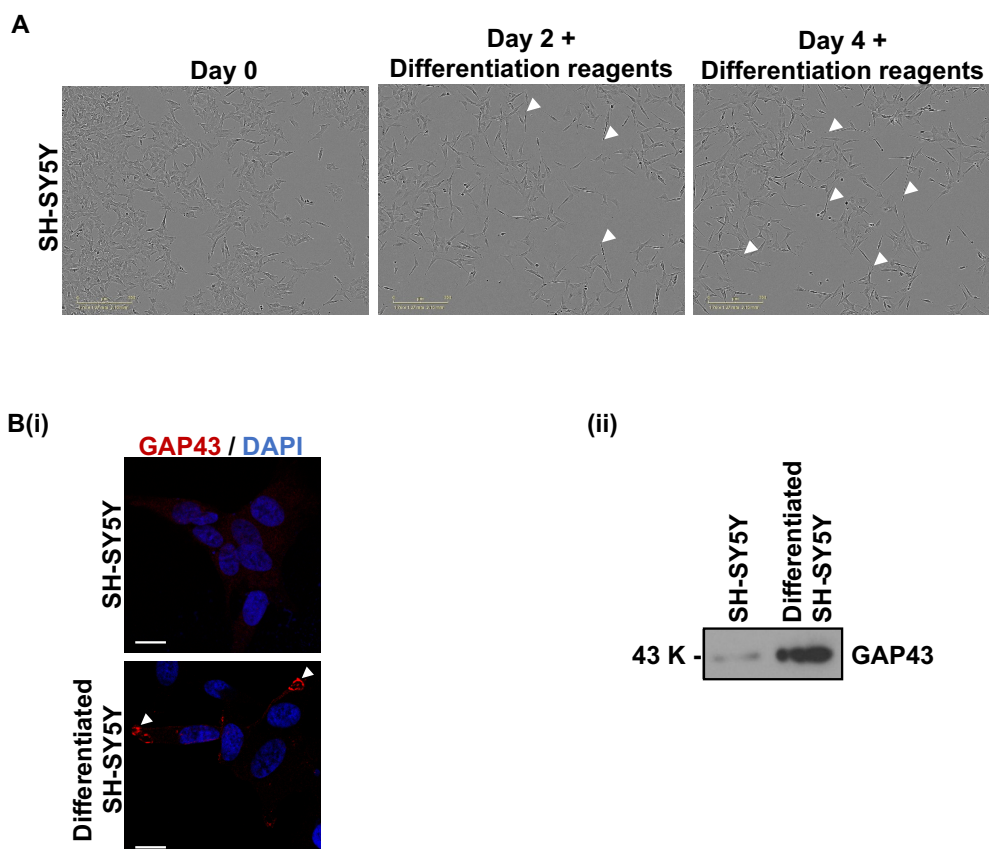 A
Day 0
Day 2 +
Differentiation reagents
Day 4 +
Differentiation reagents
SH-SY5Y
B(i)
GAP43 / DAPI
SH-SY5Y
Differentiated
SH-SY5Y
(ii)
SH-SY5Y
Differentiated
SH-SY5Y
43 K -
GAP43